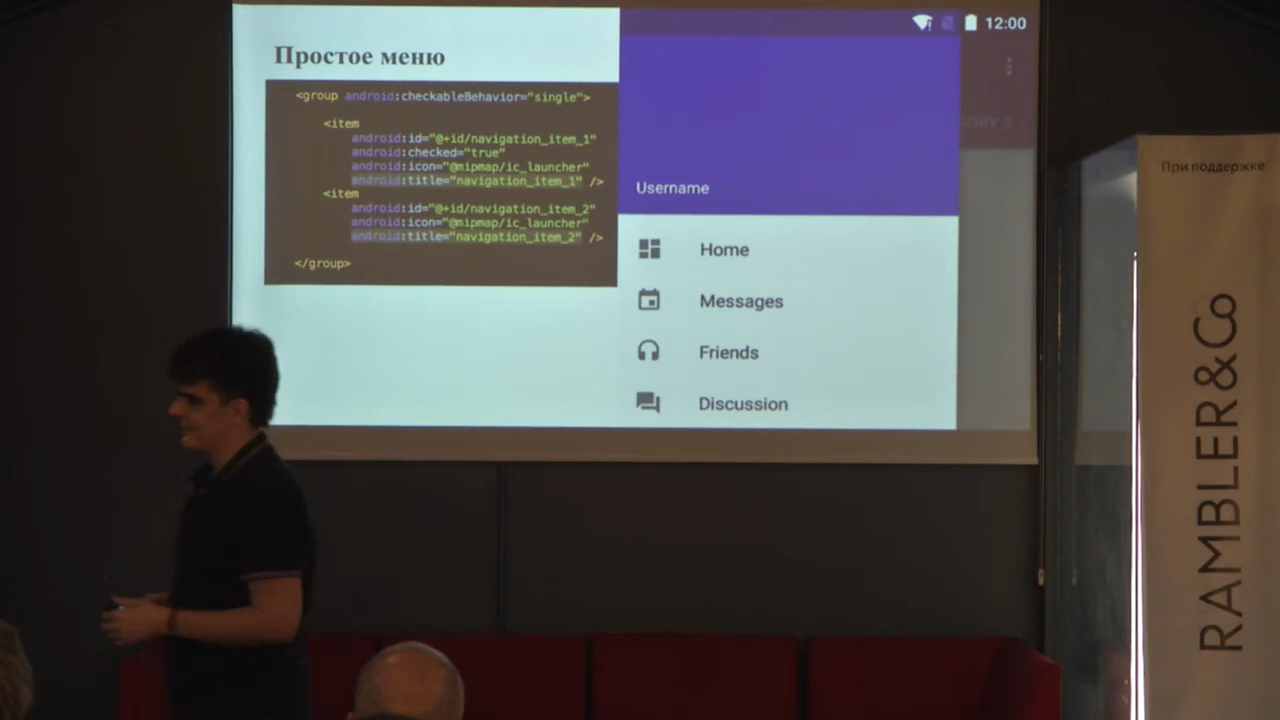 Простое меню
<group android:checkableBehavior="single">
<item
android:id="@+id/navigation_item_1"
android:checked="true"
android:icon="@mipmap/ic_launcher"
android:title="navigation_item_1" />
<item
android:id="@+id/navigation_item_2"
android:icon="@mipmap/ic_launcher"
android:title="navigation_item_2" />
</group>
12:00
Username
Home
Messages
Friends
Discussion
При поддержке
RAMBLER&Co